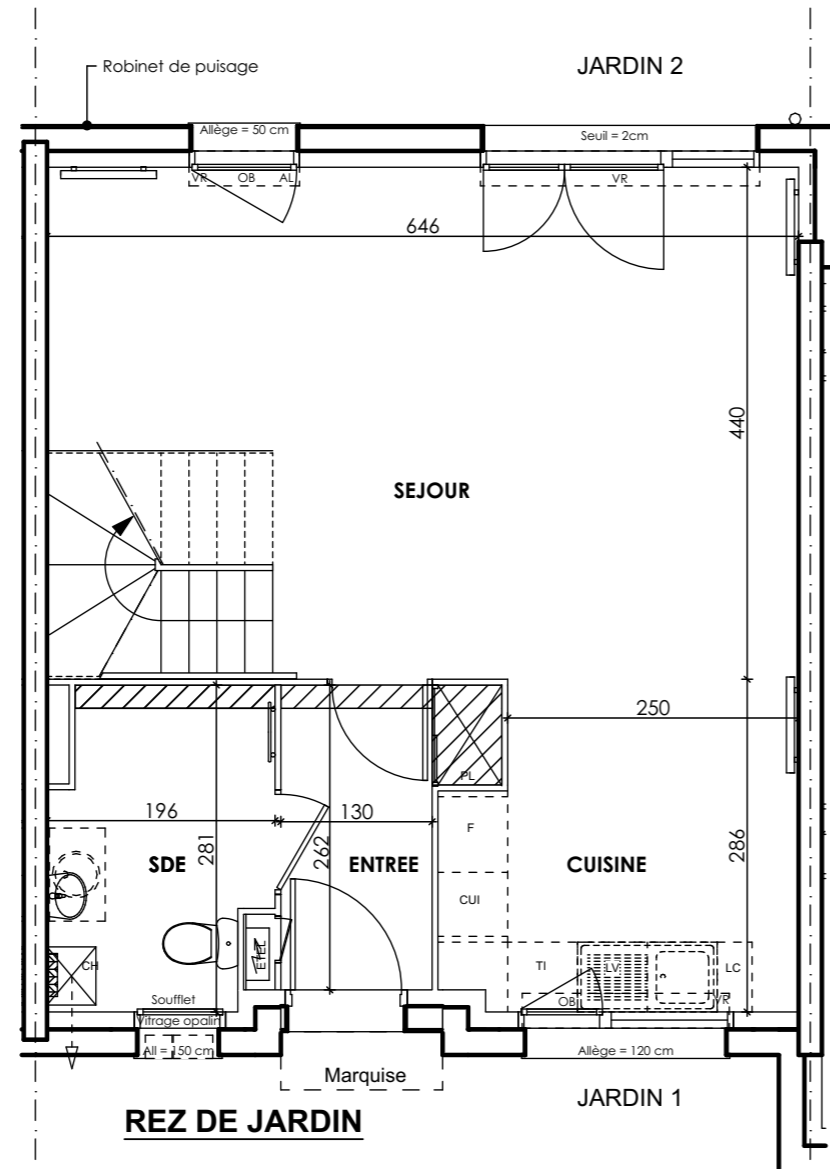 Robinet de puisage
JARDIN 2
Allège = 50 cm
Seuil = 2cm
VR OB AL
VR
646
440
SEJOUR
250
PL
196
130
F
281
262
286
SDE
ENTREE
CUISINE
CUI
ETEL
CH
TI
LV
LC
Soufflet
OB
VR
Vitrage opalin
All = 150 cm
Allège = 120 cm
Marquise
JARDIN 1
REZ DE JARDIN